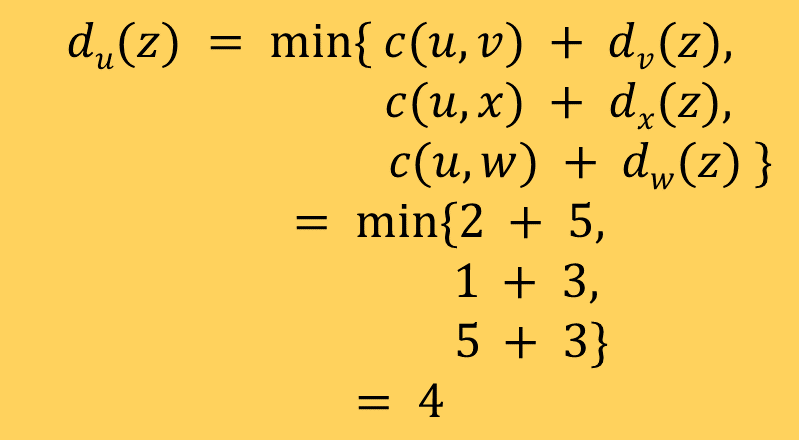 d_u(z) = min{ c(u,v) + d_v(z),
c(u,x) + d_x(z),
c(u,w) + d_w(z) }
= min{2 + 5,
1 + 3,
5 + 3}
= 4